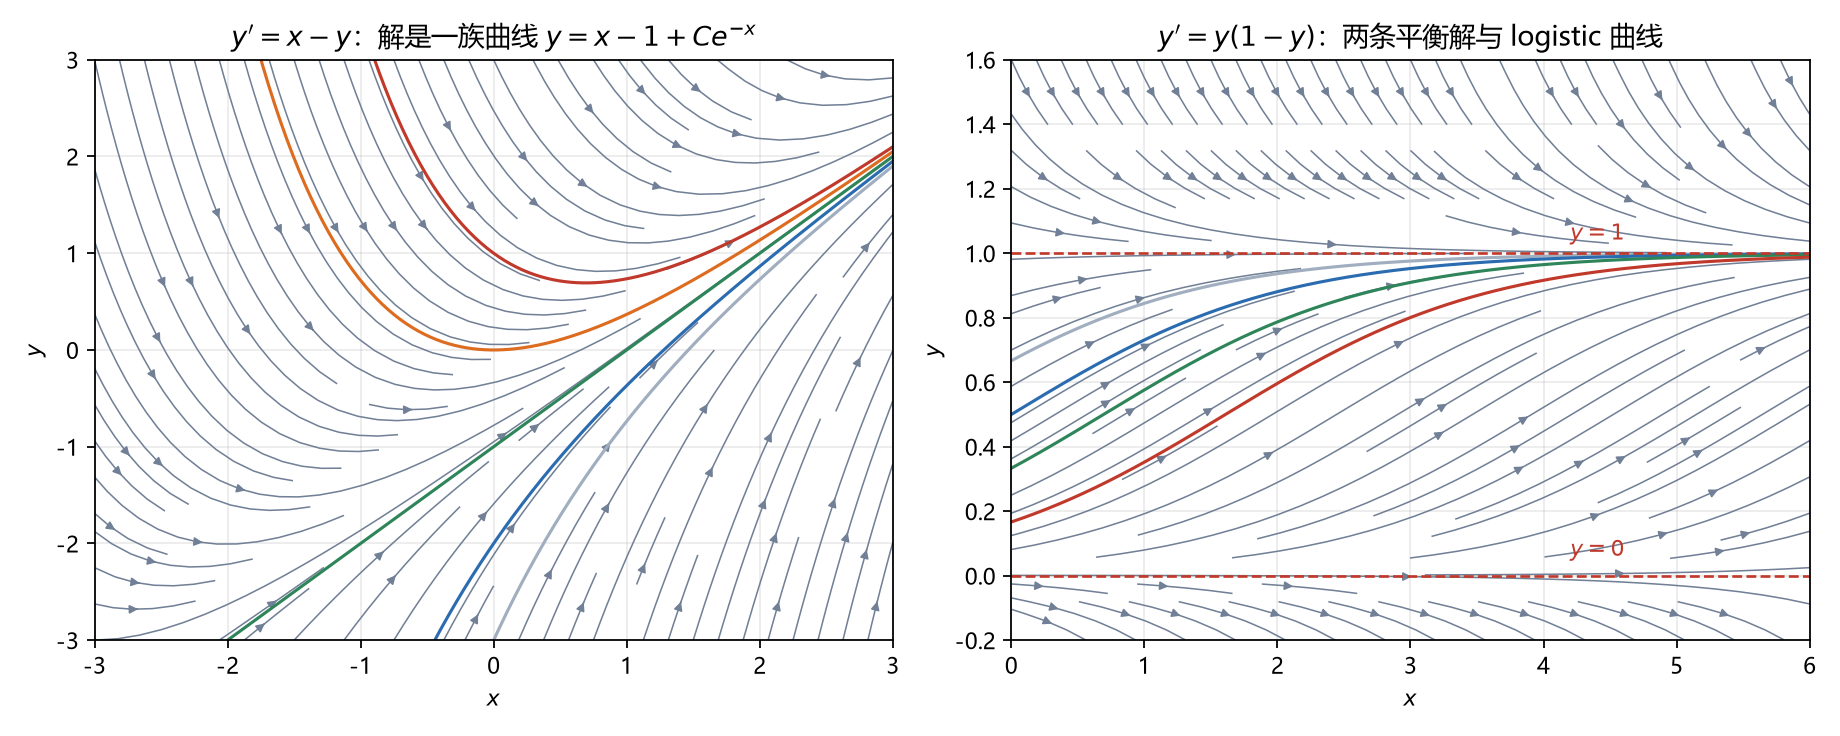 y′ = x − y：解是一族曲线 y = x − 1 + Ce⁻ˣ
3
2
1
0
-1
-2
-3
y
-3 -2 -1 0 1 2 3
x
y′ = y(1 − y)：两条平衡解与 logistic 曲线
1.6
1.4
1.2
1.0
0.8
0.6
0.4
0.2
0.0
-0.2
y
y = 1
y = 0
0 1 2 3 4 5 6
x